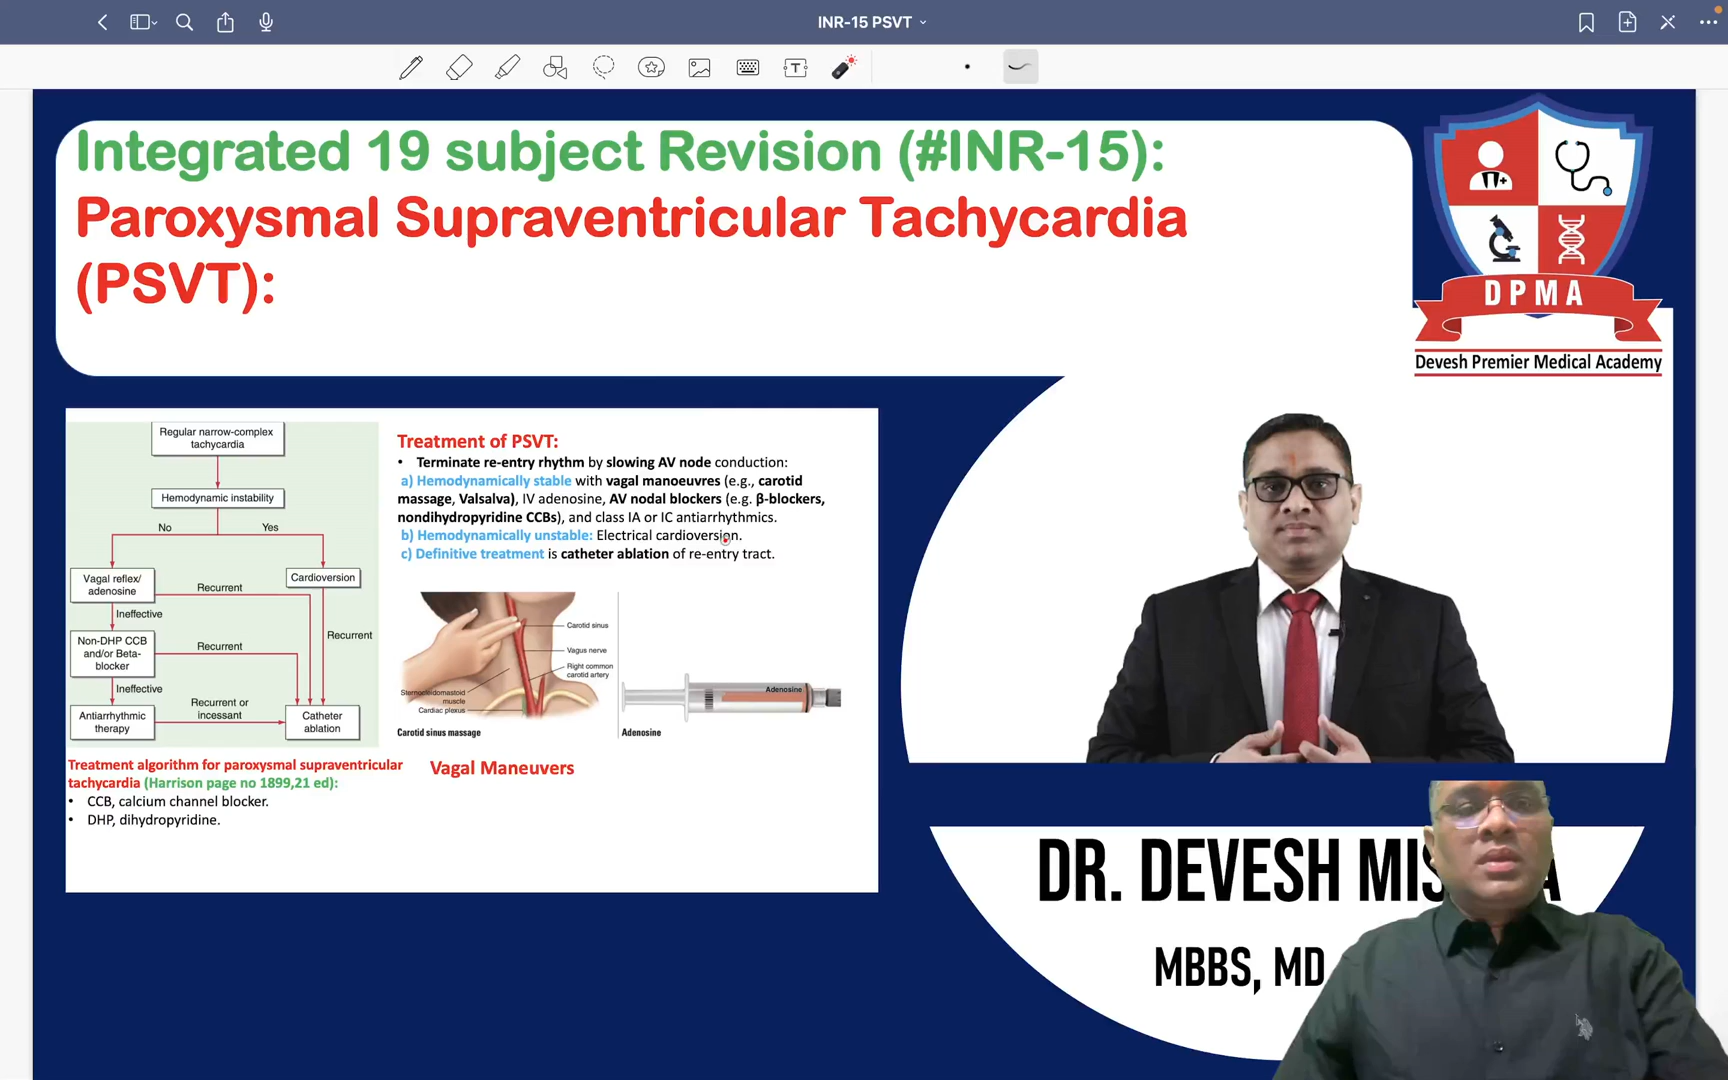 INR-15 PSVT
Integrated 19 subject Revision (#INR-15):
Paroxysmal Supraventricular Tachycardia
(PSVT):
DPMA
Devesh Premier Medical Academy
Regular narrow-complex
tachycardia
Hemodynamic instability
No
Yes
Vagal reflex/
adenosine
Recurrent
Cardioversion
Ineffective
Recurrent
Non-DHP CCB
and/or Beta-
blocker
Recurrent
Ineffective
Antiarrhythmic
therapy
Recurrent or
incessant
Catheter
ablation
Treatment algorithm for paroxysmal supraventricular
tachycardia (Harrison page no 1899,21 ed):
• CCB, calcium channel blocker.
• DHP, dihydropyridine.
Treatment of PSVT:
• Terminate re-entry rhythm by slowing AV node conduction:
a) Hemodynamically stable with vagal manoeuvres (e.g., carotid
massage, Valsalva), IV adenosine, AV nodal blockers (e.g. β-blockers,
nondihydropyridine CCBs), and class IA or IC antiarrhythmics.
b) Hemodynamically unstable: Electrical cardioversion.
c) Definitive treatment is catheter ablation of re-entry tract.
Carotid sinus
Vagus nerve
Right common
carotid artery
Sternocleidomastoid
muscle
Cardiac plexus
Carotid sinus massage
Adenosine
Adenosine
Vagal Maneuvers
DR. DEVESH
MBBS, MD